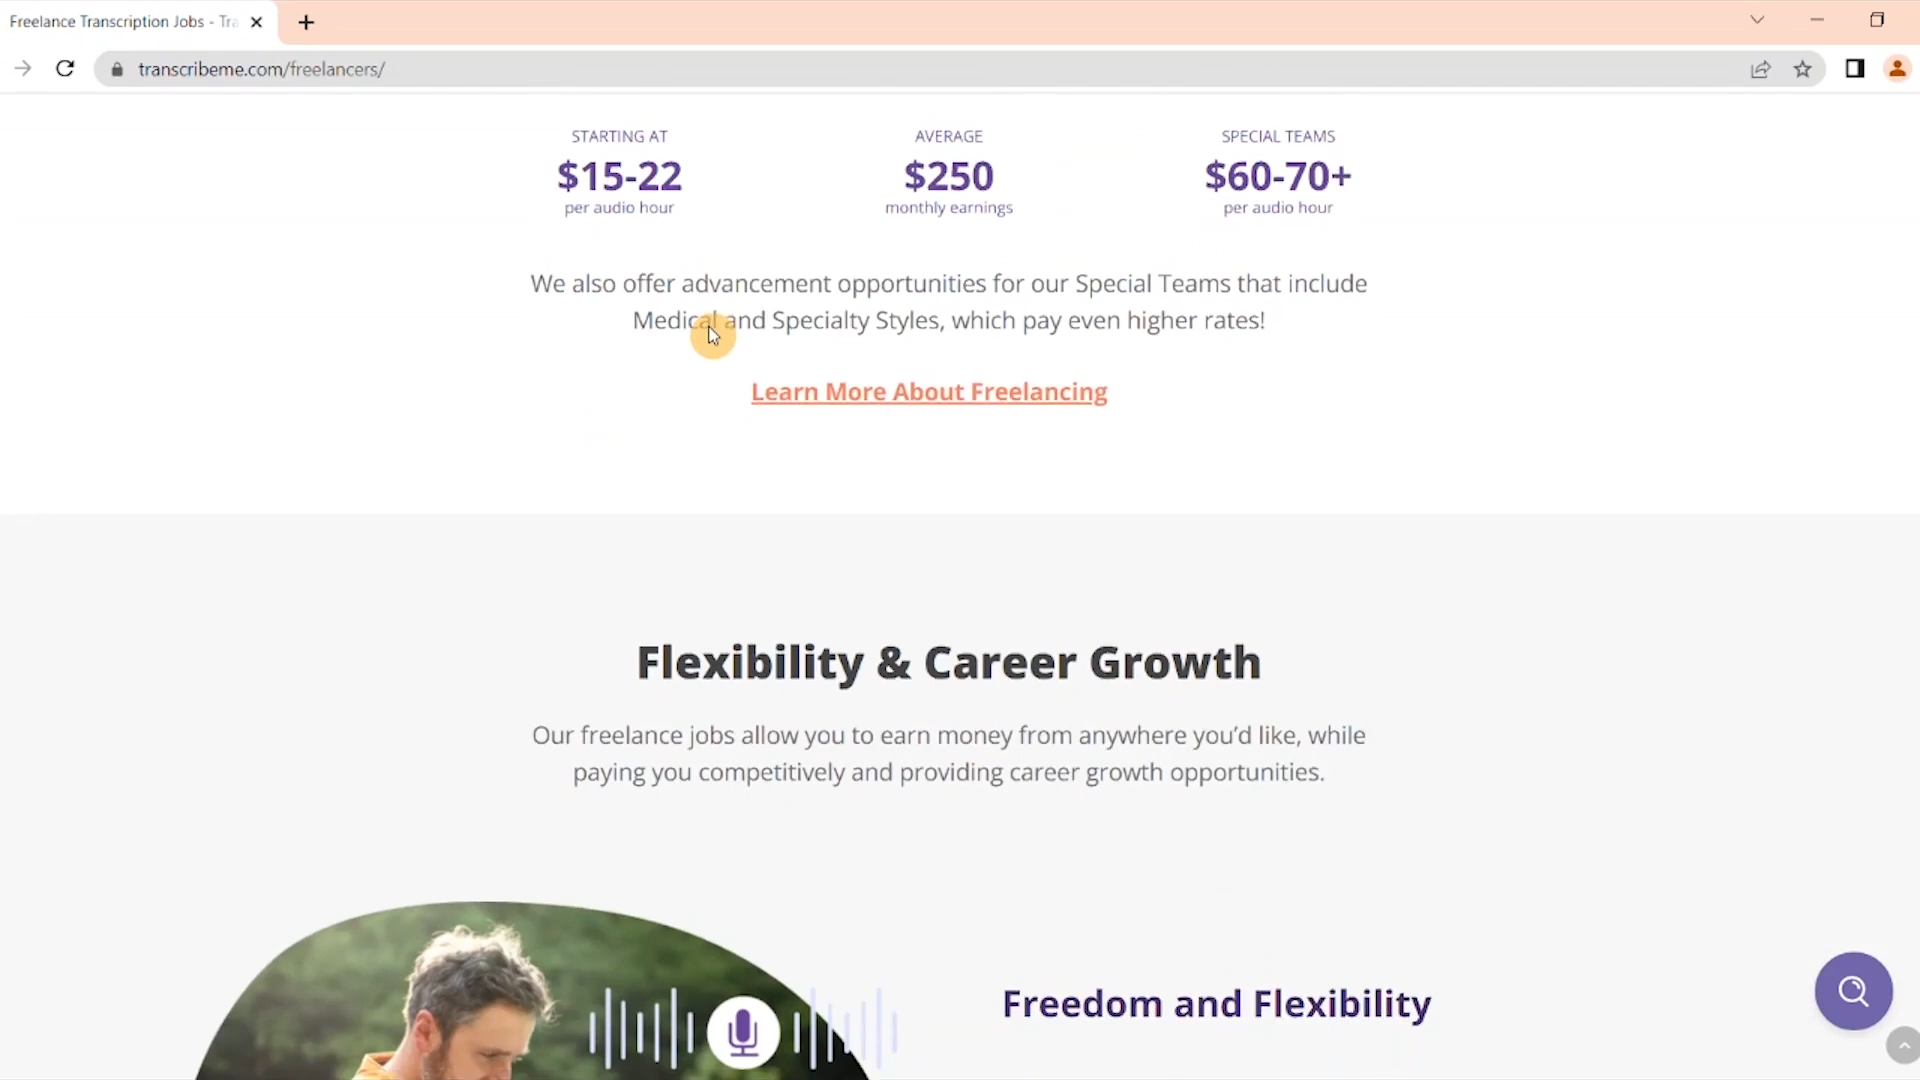 Freelance Transcription Jobs - Tra
transcribeme.com/freelancers/
STARTING AT
$15-22
per audio hour
AVERAGE
$250
monthly earnings
SPECIAL TEAMS
$60-70+
per audio hour
We also offer advancement opportunities for our Special Teams that include
Medical and Specialty Styles, which pay even higher rates!
Learn More About Freelancing
Flexibility & Career Growth
Our freelance jobs allow you to earn money from anywhere you’d like, while
paying you competitively and providing career growth opportunities.
Freedom and Flexibility